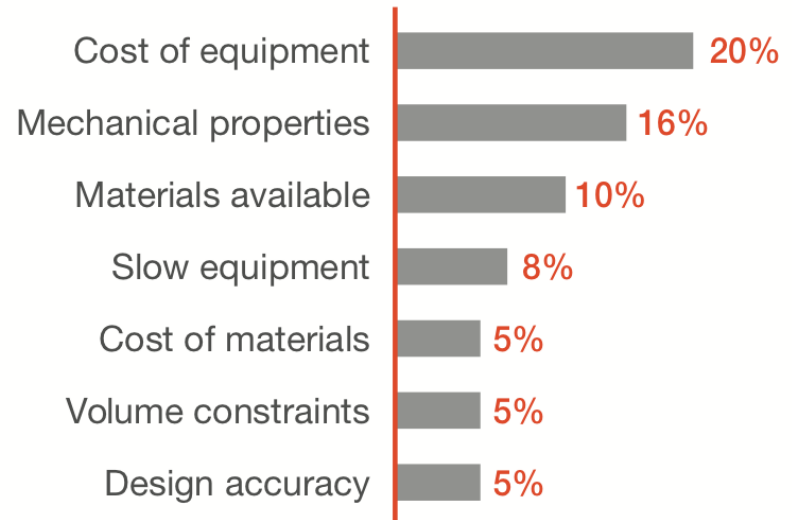 Cost of equipment 20%
Mechanical properties 16%
Materials available 10%
Slow equipment 8%
Cost of materials 5%
Volume constraints 5%
Design accuracy 5%